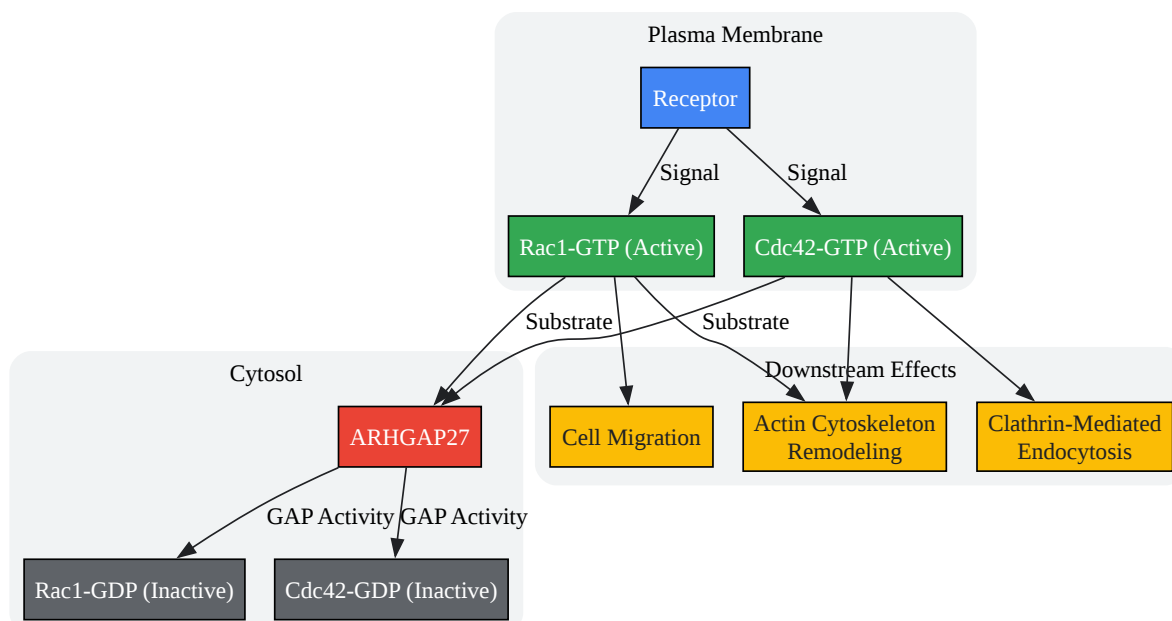 Plasma Membrane
Receptor
Signal
Signal
Rac1-GTP (Active)
Cdc42-GTP (Active)
Substrate
Substrate
Cytosol
Downstream Effects
ARHGAP27
Cell Migration
Actin Cytoskeleton
Remodeling
Clathrin-Mediated
Endocytosis
GAP Activity
GAP Activity
Rac1-GDP (Inactive)
Cdc42-GDP (Inactive)